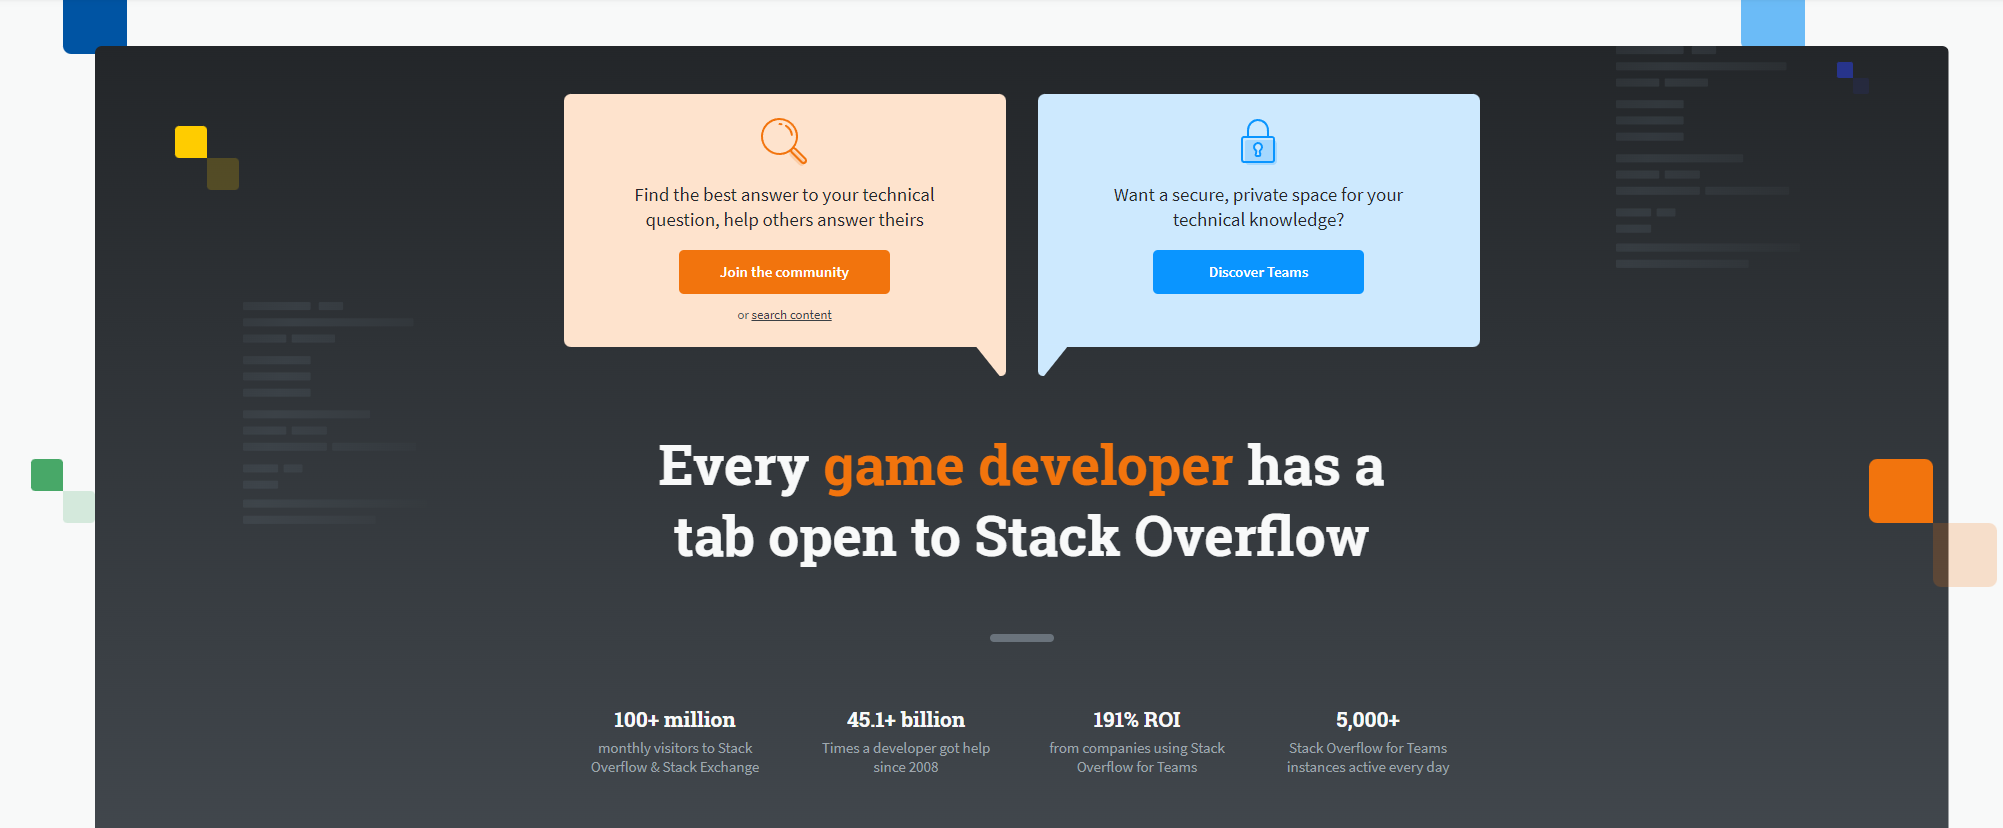 Find the best answer to your technical
question, help others answer theirs
Join the community
or search content
Want a secure, private space for your
technical knowledge?
Discover Teams
Every game developer has a
tab open to Stack Overflow
100+ million
monthly visitors to Stack
Overflow & Stack Exchange
45.1+ billion
Times a developer got help
since 2008
191% ROI
from companies using Stack
Overflow for Teams
5,000+
Stack Overflow for Teams
instances active every day